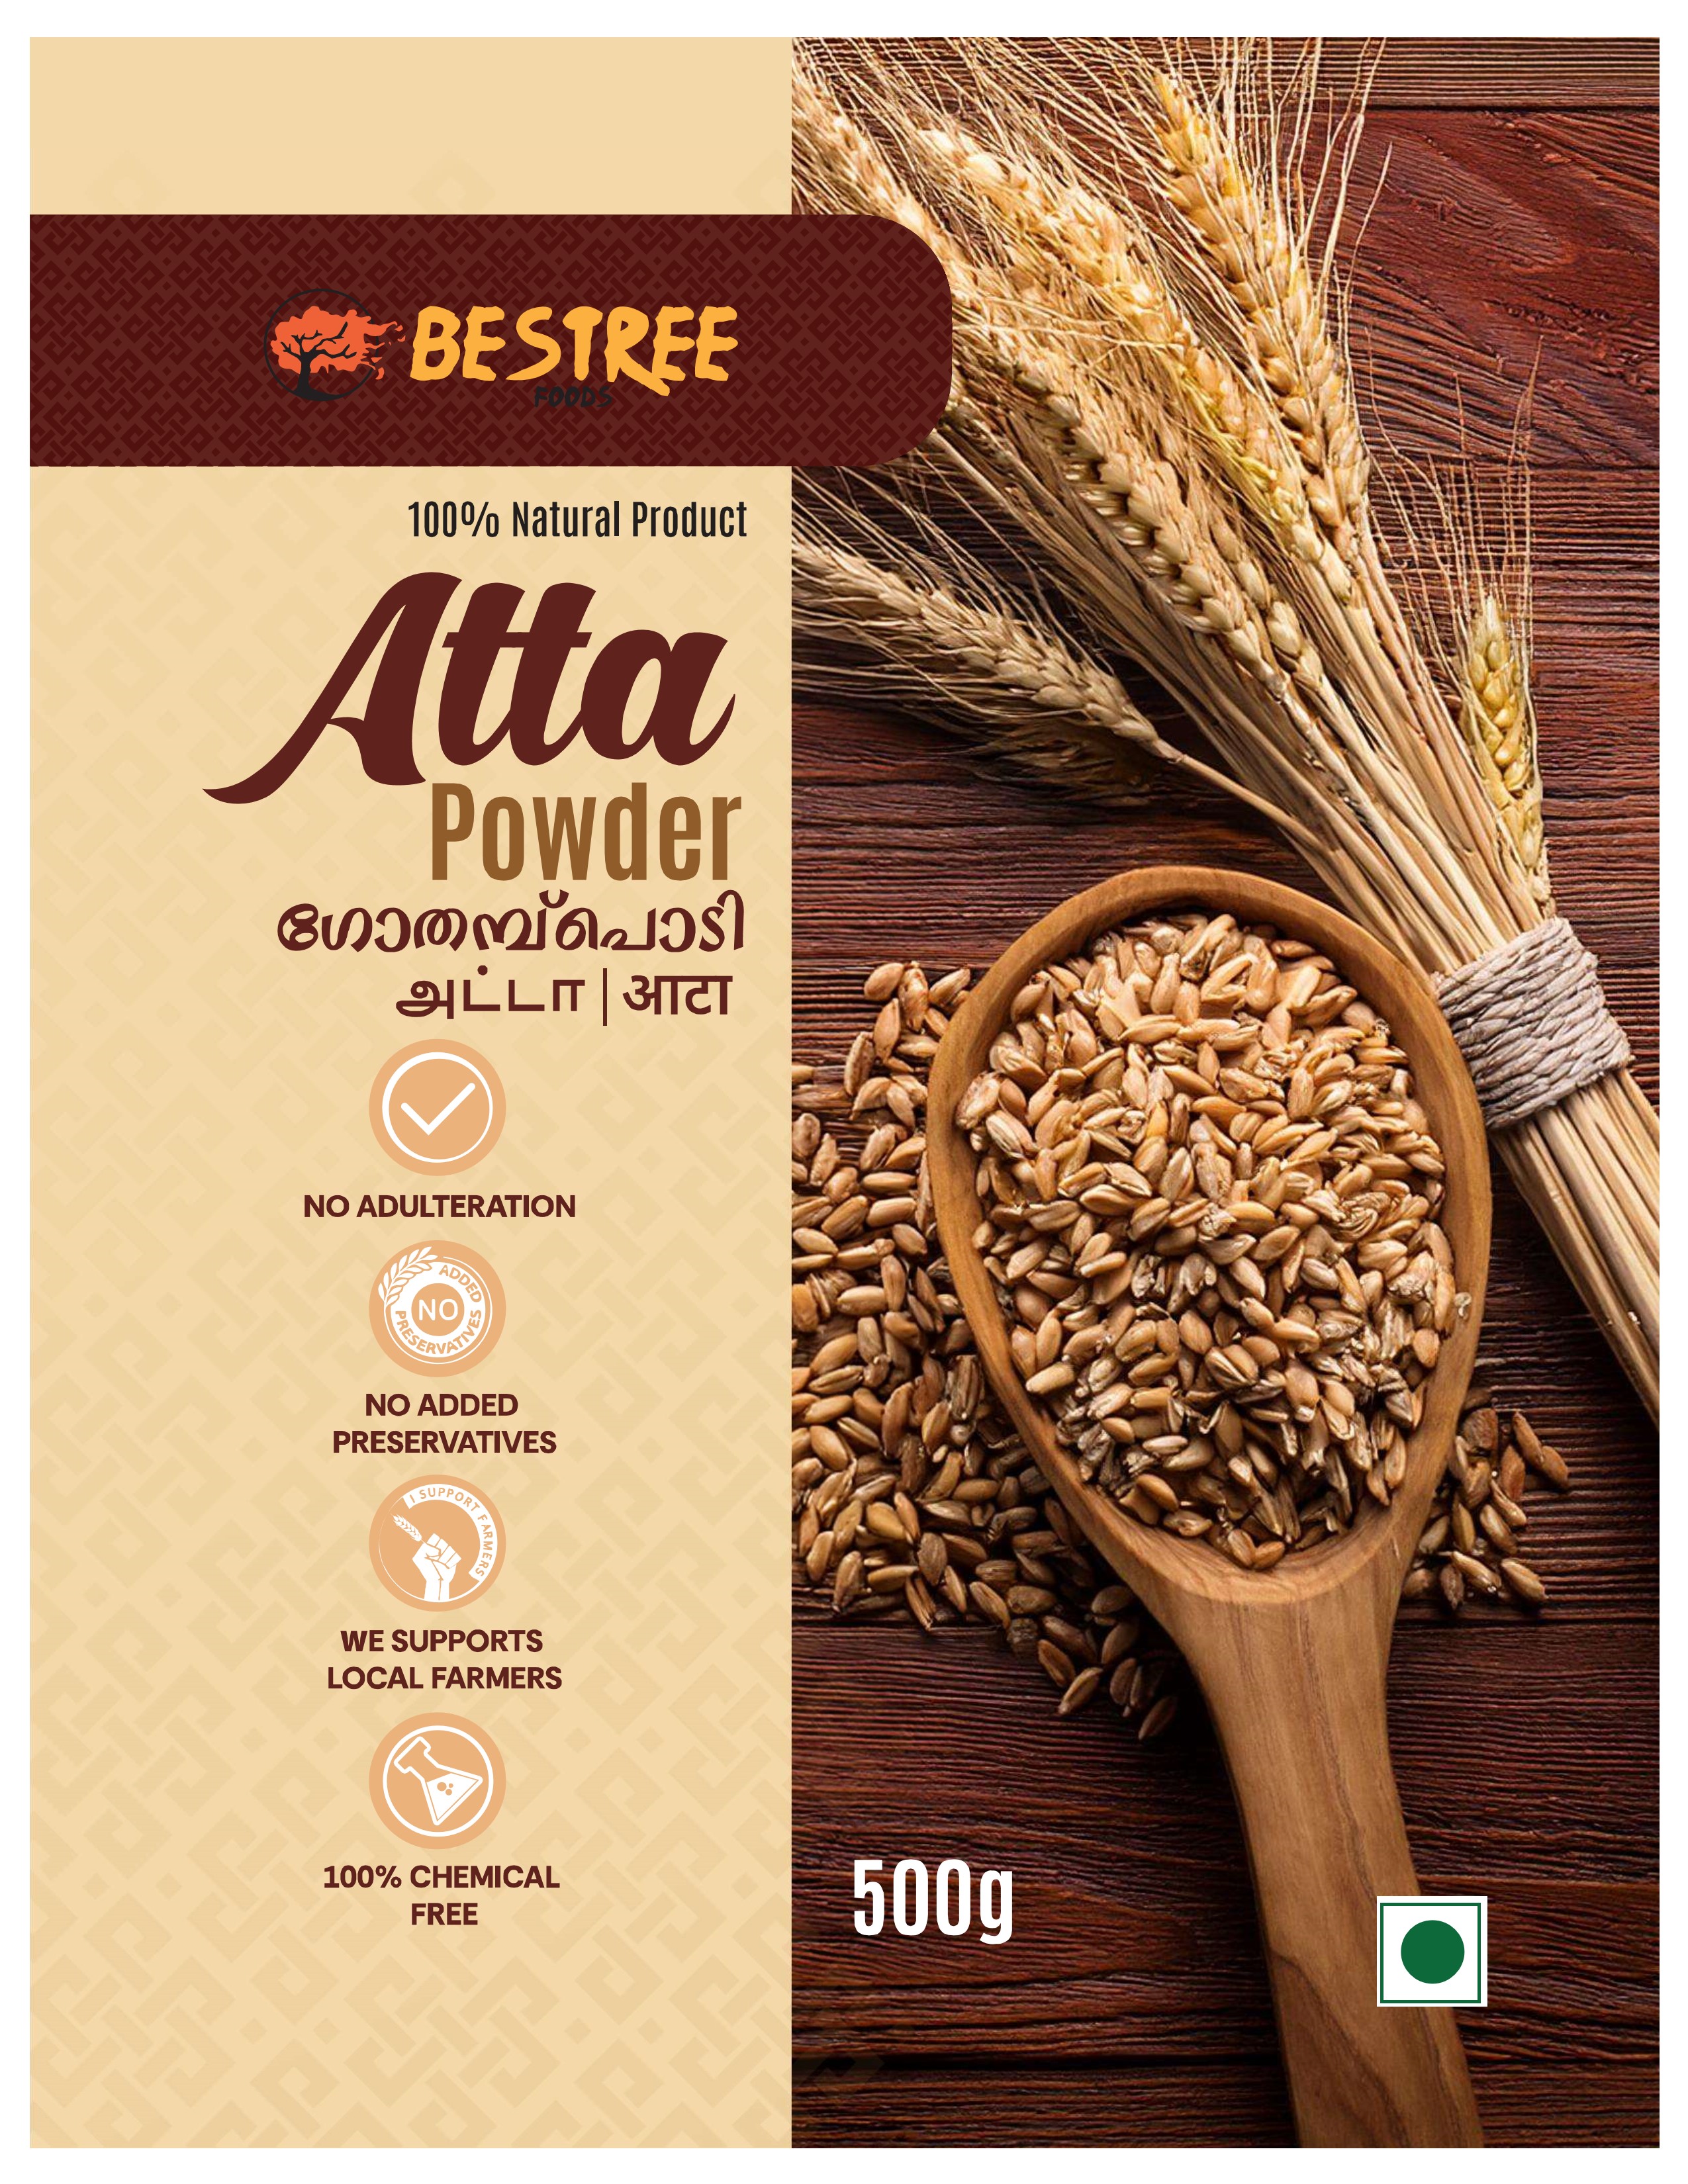 BESTREE
FOODS
100% Natural Product
Atta
Powder
ഗോതമ്പ്പൊടി
அட்டா | आटा
NO ADULTERATION
ADDED
NO
PRESERVATIVES
NO ADDED
PRESERVATIVES
I SUPPORT FARMERS
WE SUPPORTS
LOCAL FARMERS
100% CHEMICAL
FREE
500g